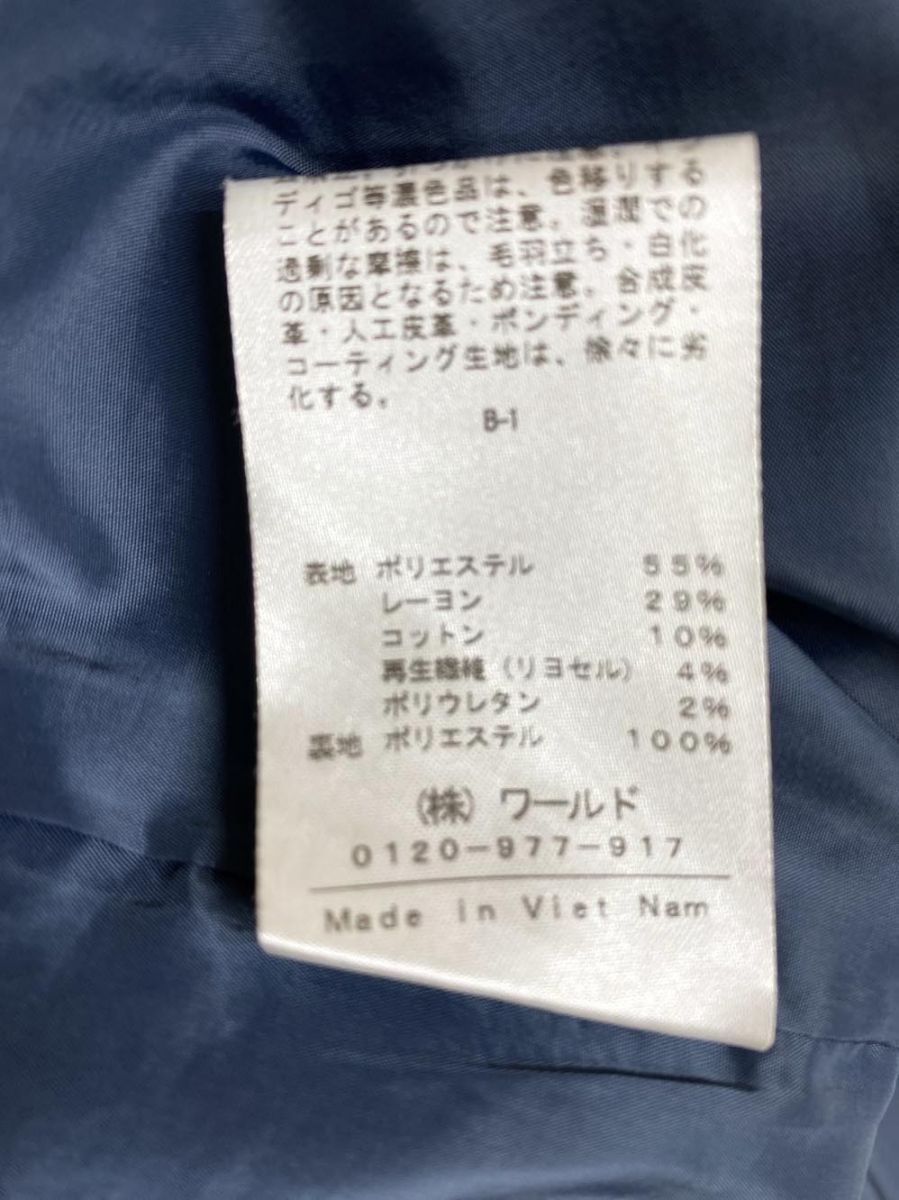 ディゴ等濃色品は、色移りする
ことがあるので注意。湿潤での
過剰な摩擦は、毛羽立ち・白化
の原因となるため注意。合成皮
革・人工皮革・ボンディング・
コーティング生地は、徐々に劣
化する。
B-1
表地 ポリエステル 55%
レーヨン 29%
コットン 10%
再生繊維(リヨセル) 4%
ポリウレタン 2%
裏地 ポリエステル 100%
(株)ワールド
0120-977-917
Made in Viet Nam